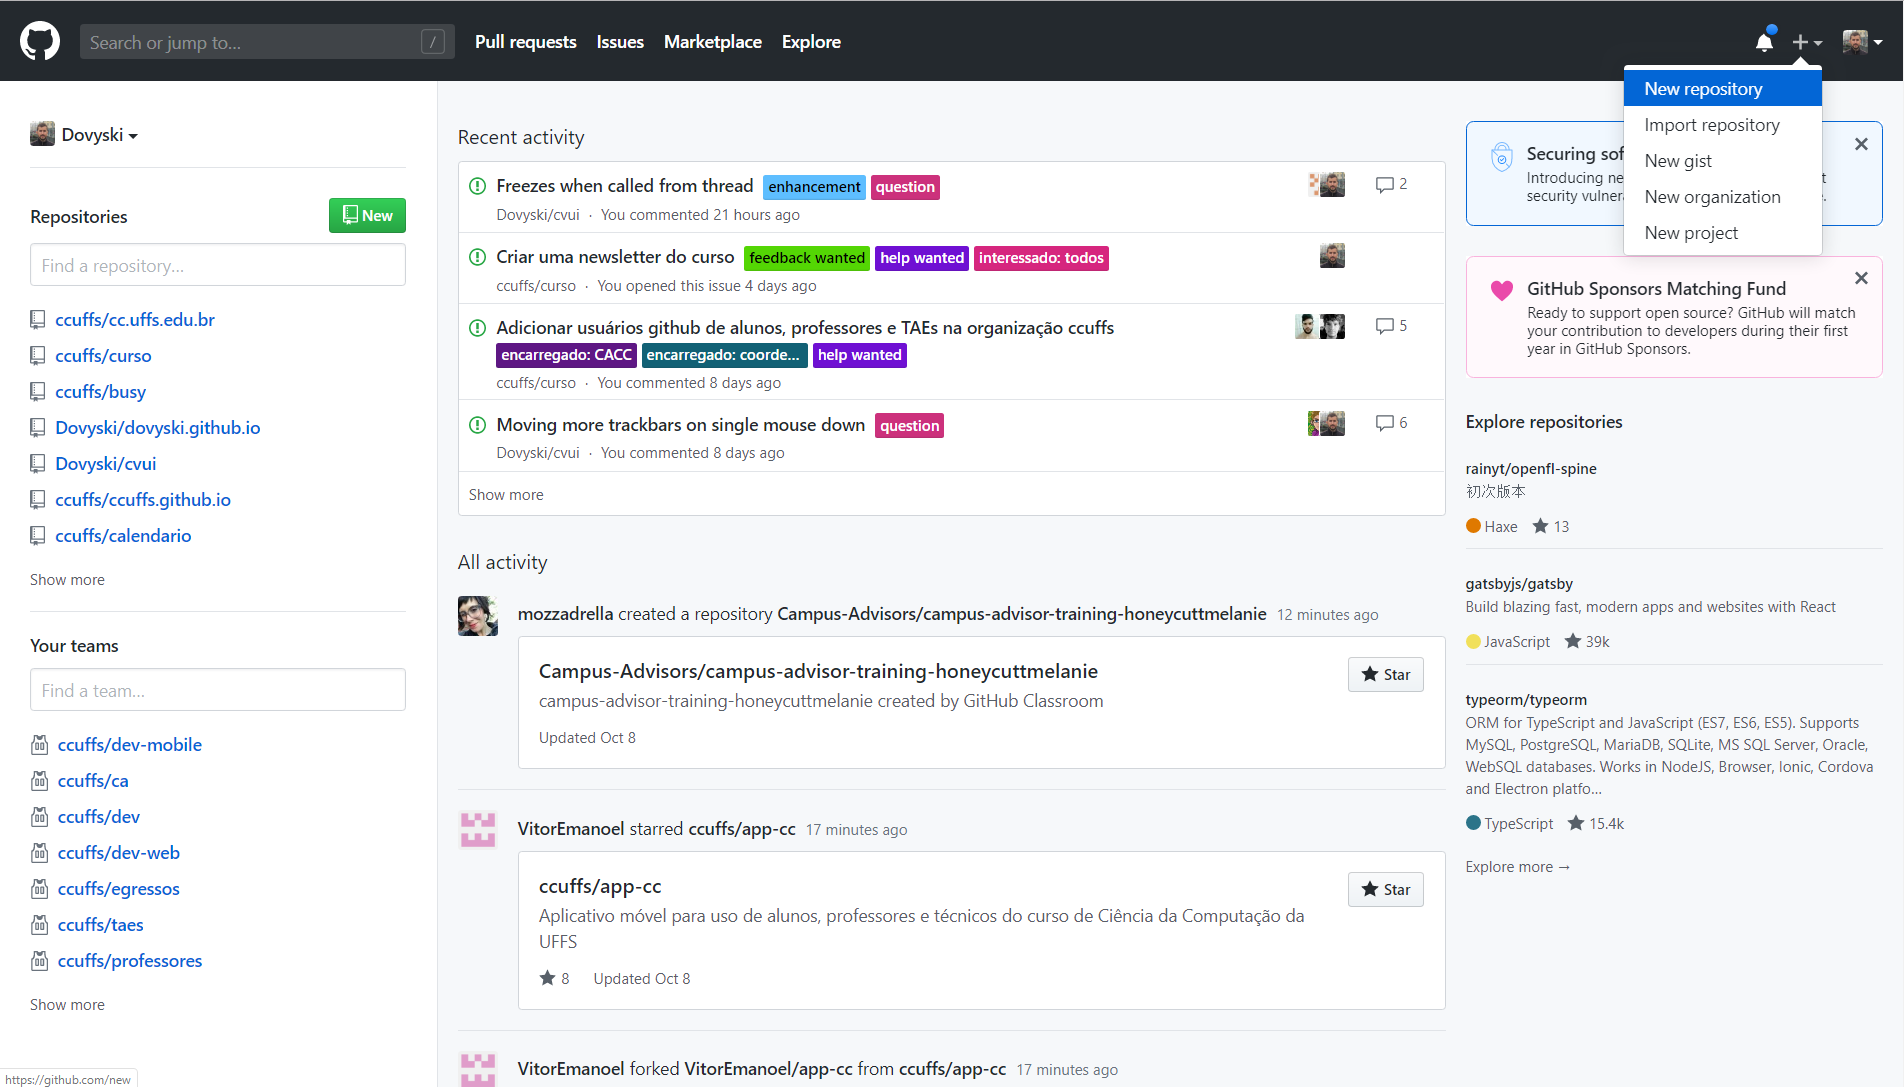 Search or jump to...
/
Pull requests
Issues
Marketplace
Explore
New repository
Import repository
New gist
New organization
New project
Dovyski
Repositories
New
Find a repository...
ccuffs/cc.uffs.edu.br
ccuffs/curso
ccuffs/busy
Dovyski/dovyski.github.io
Dovyski/cvui
ccuffs/ccuffs.github.io
ccuffs/calendario
Show more
Your teams
Find a team...
ccuffs/dev-mobile
ccuffs/ca
ccuffs/dev
ccuffs/dev-web
ccuffs/egressos
ccuffs/taes
ccuffs/professores
Show more
Recent activity
Freezes when called from thread enhancement question 2
Dovyski/cvui · You commented 21 hours ago
Criar uma newsletter do curso feedback wanted help wanted interessado: todos
ccuffs/curso · You opened this issue 4 days ago
Adicionar usuários github de alunos, professores e TAEs na organização ccuffs 5
encarregado: CACC encarregado: coorde... help wanted
ccuffs/curso · You commented 8 days ago
Moving more trackbars on single mouse down question 6
Dovyski/cvui · You commented 8 days ago
Show more
All activity
mozzadrella created a repository Campus-Advisors/campus-advisor-training-honeycuttmelanie 12 minutes ago
Campus-Advisors/campus-advisor-training-honeycuttmelanie
Star
campus-advisor-training-honeycuttmelanie created by GitHub Classroom
Updated Oct 8
VitorEmanoel starred ccuffs/app-cc 17 minutes ago
ccuffs/app-cc
Star
Aplicativo móvel para uso de alunos, professores e técnicos do curso de Ciência da Computação da
UFFS
8 Updated Oct 8
VitorEmanoel forked VitorEmanoel/app-cc from ccuffs/app-cc 17 minutes ago
Securing
Introducing
security
GitHub Sponsors Matching Fund
Ready to support open source? GitHub will match
your contribution to developers during their first
year in GitHub Sponsors.
Explore repositories
rainyt/openfl-spine
初次版本
Haxe 13
gatsbyjs/gatsby
Build blazing fast, modern apps and websites with React
JavaScript 39k
typeorm/typeorm
ORM for TypeScript and JavaScript (ES7, ES6, ES5). Supports
MySQL, PostgreSQL, MariaDB, SQLite, MS SQL Server, Oracle,
WebSQL databases. Works in NodeJS, Browser, Ionic, Cordova
and Electron platfo...
TypeScript 15.4k
Explore more →
https://github.com/new